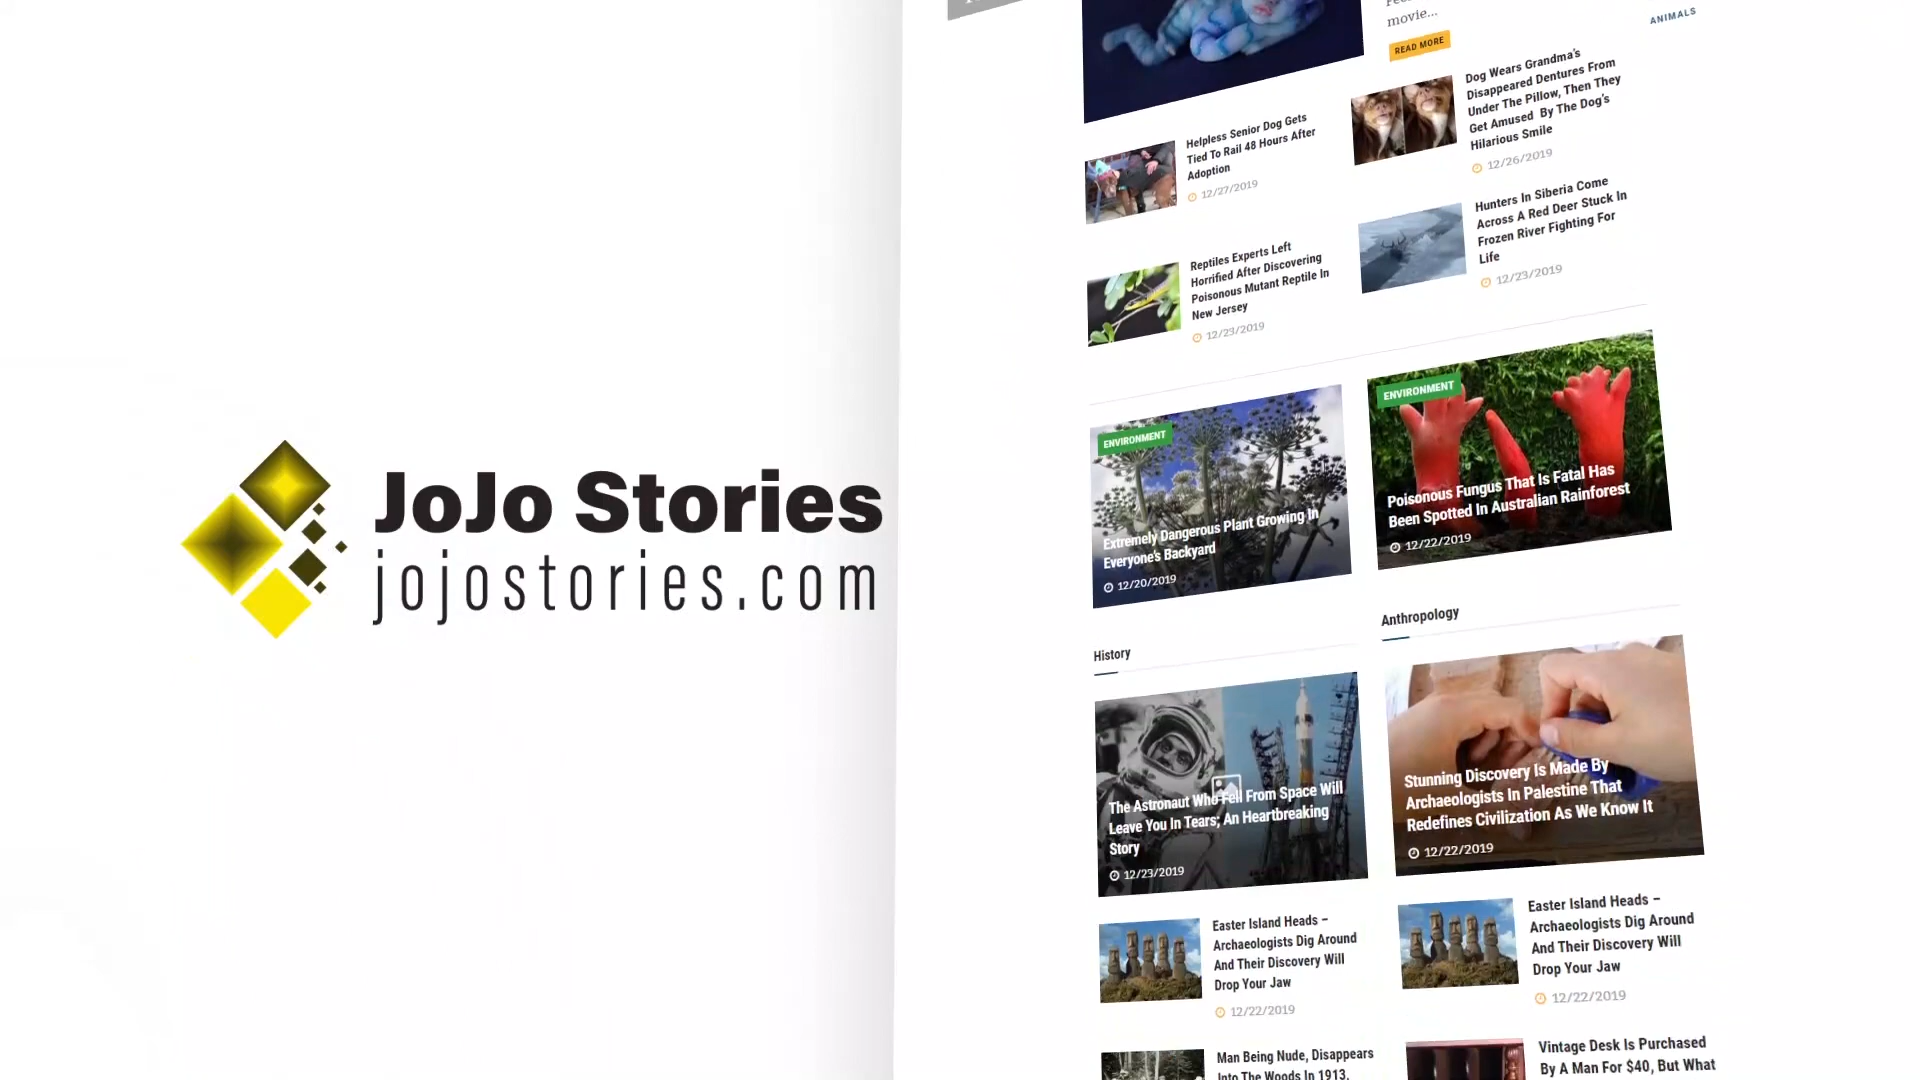 JoJo Stories
jojostories.com
movie...
READ MORE
ANIMALS
Helpless Senior Dog Gets
Tied To Rail 48 Hours After
Adoption
12/27/2019
Dog Wears Grandma's
Disappeared Dentures From
Under The Pillow, Then They
Get Amused By The Dog's
Hilarious Smile
12/26/2019
Reptiles Experts Left
Horrified After Discovering
Poisonous Mutant Reptile In
New Jersey
12/23/2019
Hunters In Siberia Come
Across A Red Deer Stuck In
Frozen River Fighting For
Life
12/23/2019
ENVIRONMENT
Extremely Dangerous Plant Growing In
Everyone's Backyard
12/20/2019
ENVIRONMENT
Poisonous Fungus That Is Fatal Has
Been Spotted In Australian Rainforest
12/22/2019
History
The Astronaut Who Fell From Space Will
Leave You In Tears; An Heartbreaking
Story
12/23/2019
Easter Island Heads –
Archaeologists Dig Around
And Their Discovery Will
Drop Your Jaw
12/22/2019
Man Being Nude, Disappears
Into The Woods In 1913,
Anthropology
Stunning Discovery Is Made By
Archaeologists In Palestine That
Redefines Civilization As We Know It
12/22/2019
Easter Island Heads –
Archaeologists Dig Around
And Their Discovery Will
Drop Your Jaw
12/22/2019
Vintage Desk Is Purchased
By A Man For $40, But What